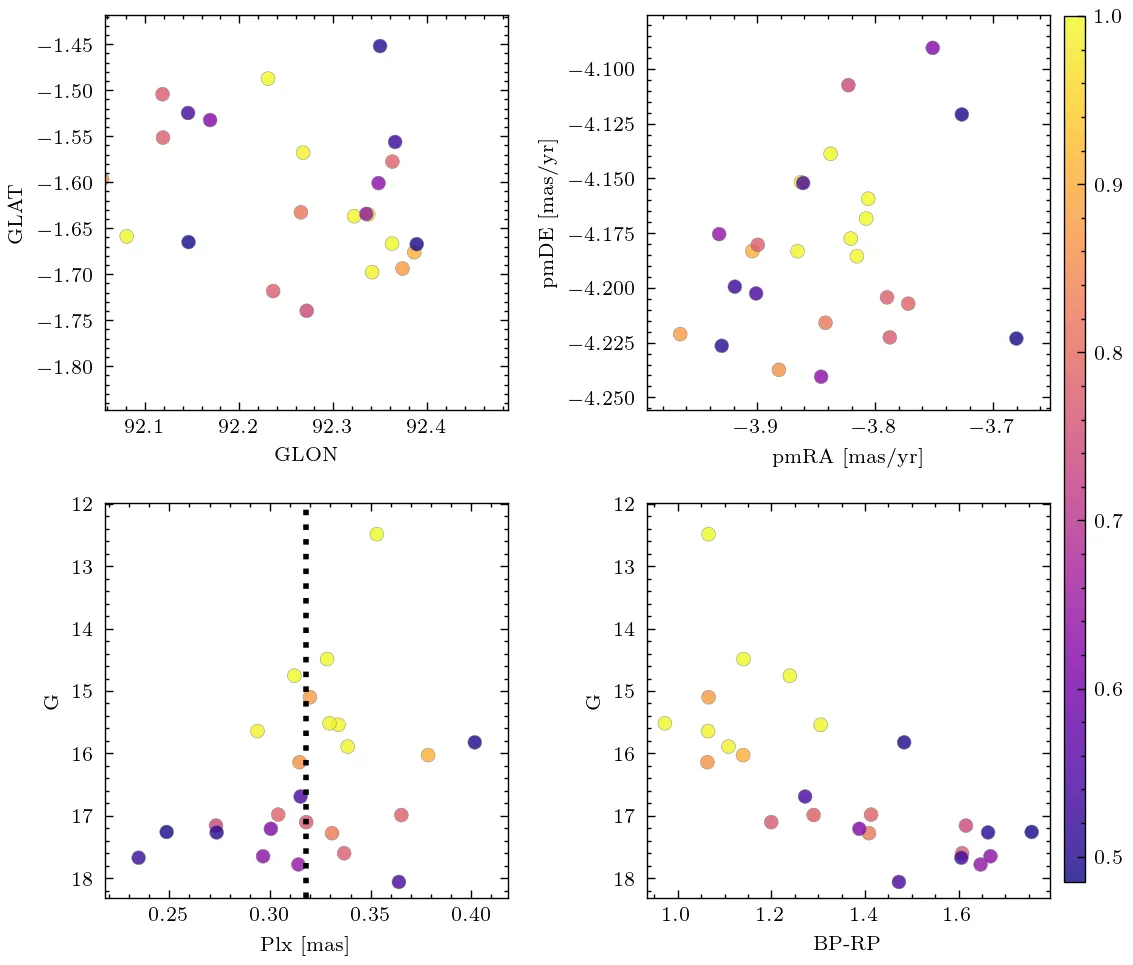 −1.45
−1.50
−1.55
−1.60
−1.65
−1.70
−1.75
−1.80
GLAT
92.1 92.2 92.3 92.4
GLON
−4.100
−4.125
−4.150
−4.175
−4.200
−4.225
−4.250
pmDE [mas/yr]
−3.9 −3.8 −3.7
pmRA [mas/yr]
12
13
14
15
16
17
18
G
0.25 0.30 0.35 0.40
Plx [mas]
12
13
14
15
16
17
18
G
1.0 1.2 1.4 1.6
BP-RP
1.0
0.9
0.8
0.7
0.6
0.5